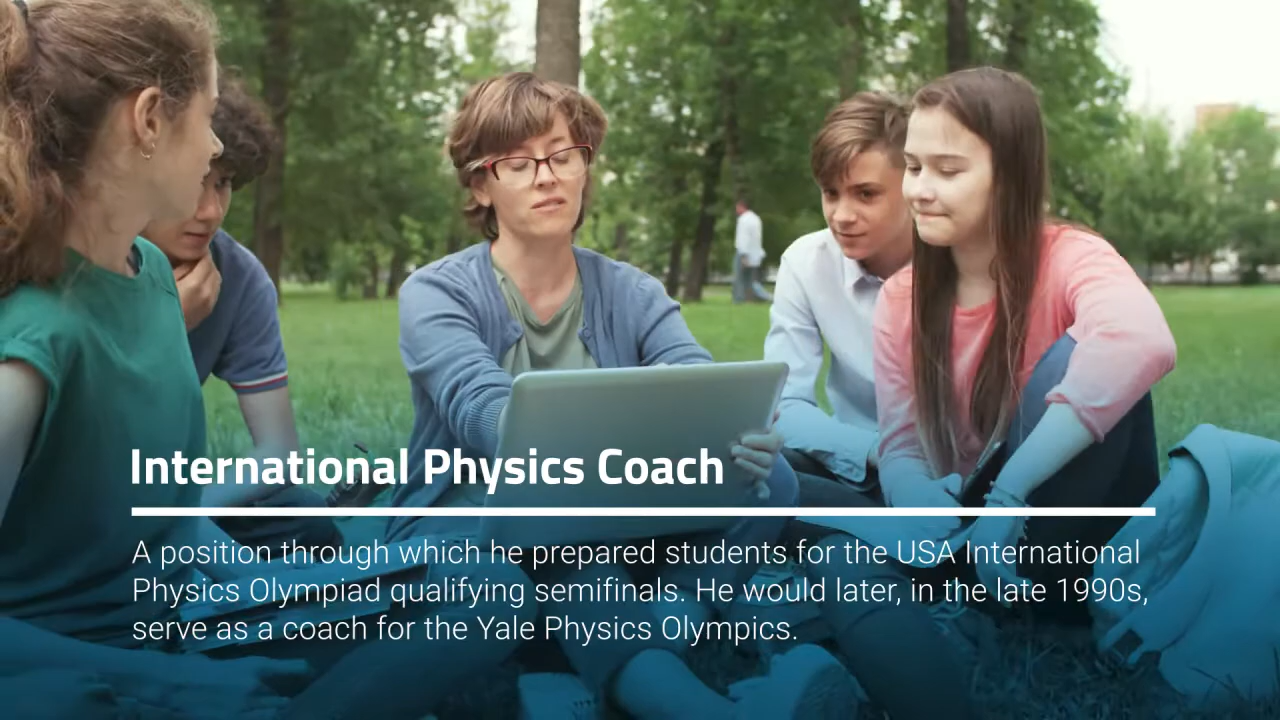 International Physics Coach
A position through which he prepared students for the USA International
Physics Olympiad qualifying semifinals. He would later, in the late 1990s,
serve as a coach for the Yale Physics Olympics.